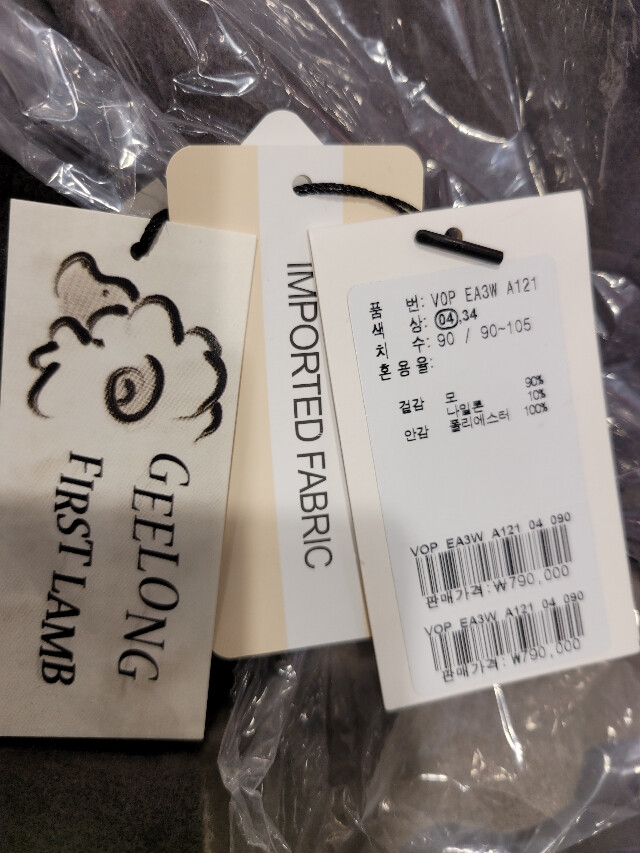 GEELONG
FIRST LAMB
IMPORTED FABRIC
품 번: VOP EA3W A121
색 상: 04,34
치 수: 90 / 90~105
혼 용 율:
겉감 모 90%
나일론 10%
안감 폴리에스터 100%
VOP EA3W A121 04 090
판매가격:₩790,000
VOP EA3W A121 04 090
판매가격:₩790,000